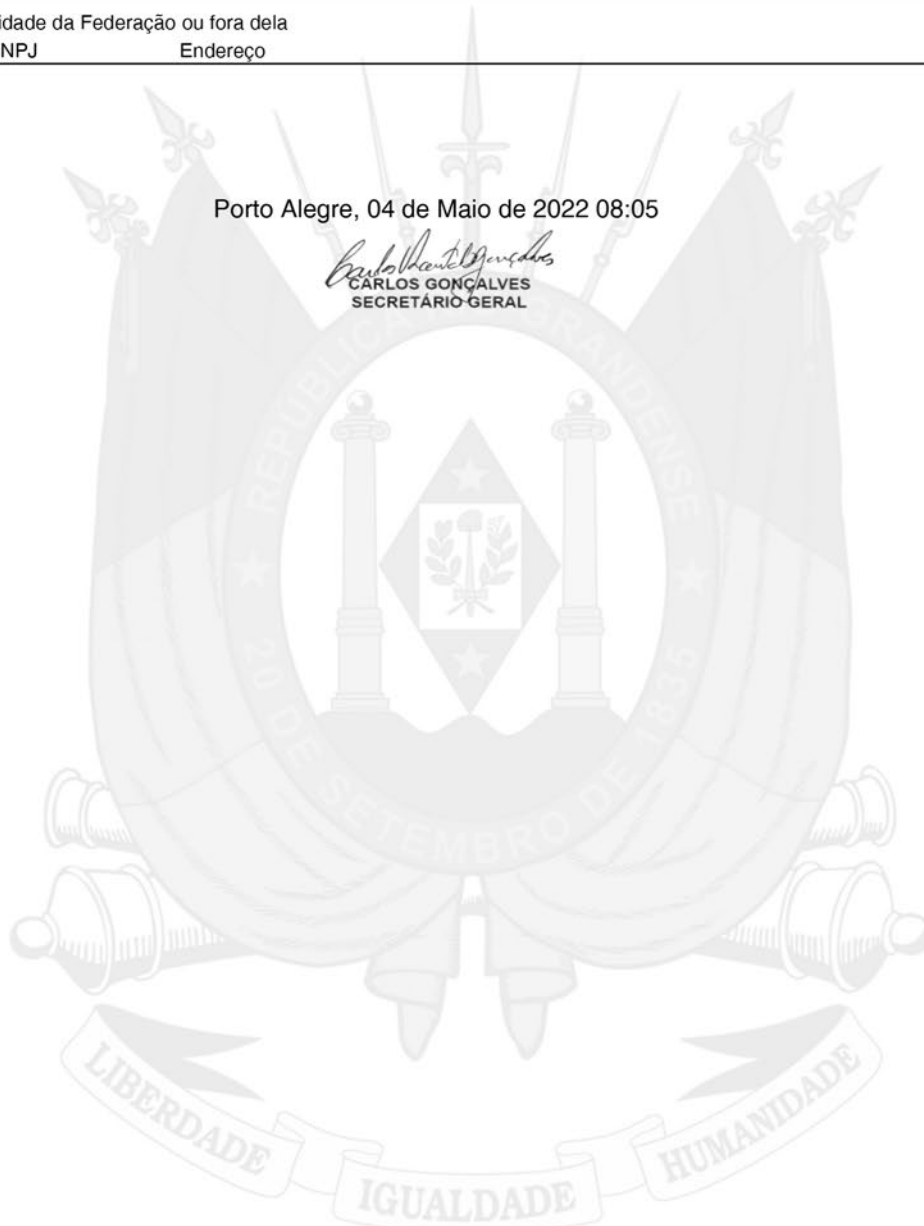 idade da Federação ou fora dela
NPJ Endereço
Porto Alegre, 04 de Maio de 2022 08:05
CARLOS GONÇALVES
SECRETÁRIO GERAL
REPUBLICA RIO GRANDENSE
20 DE SETEMBRO DE 1835
LIBERDADE
IGUALDADE
HUMANIDADE